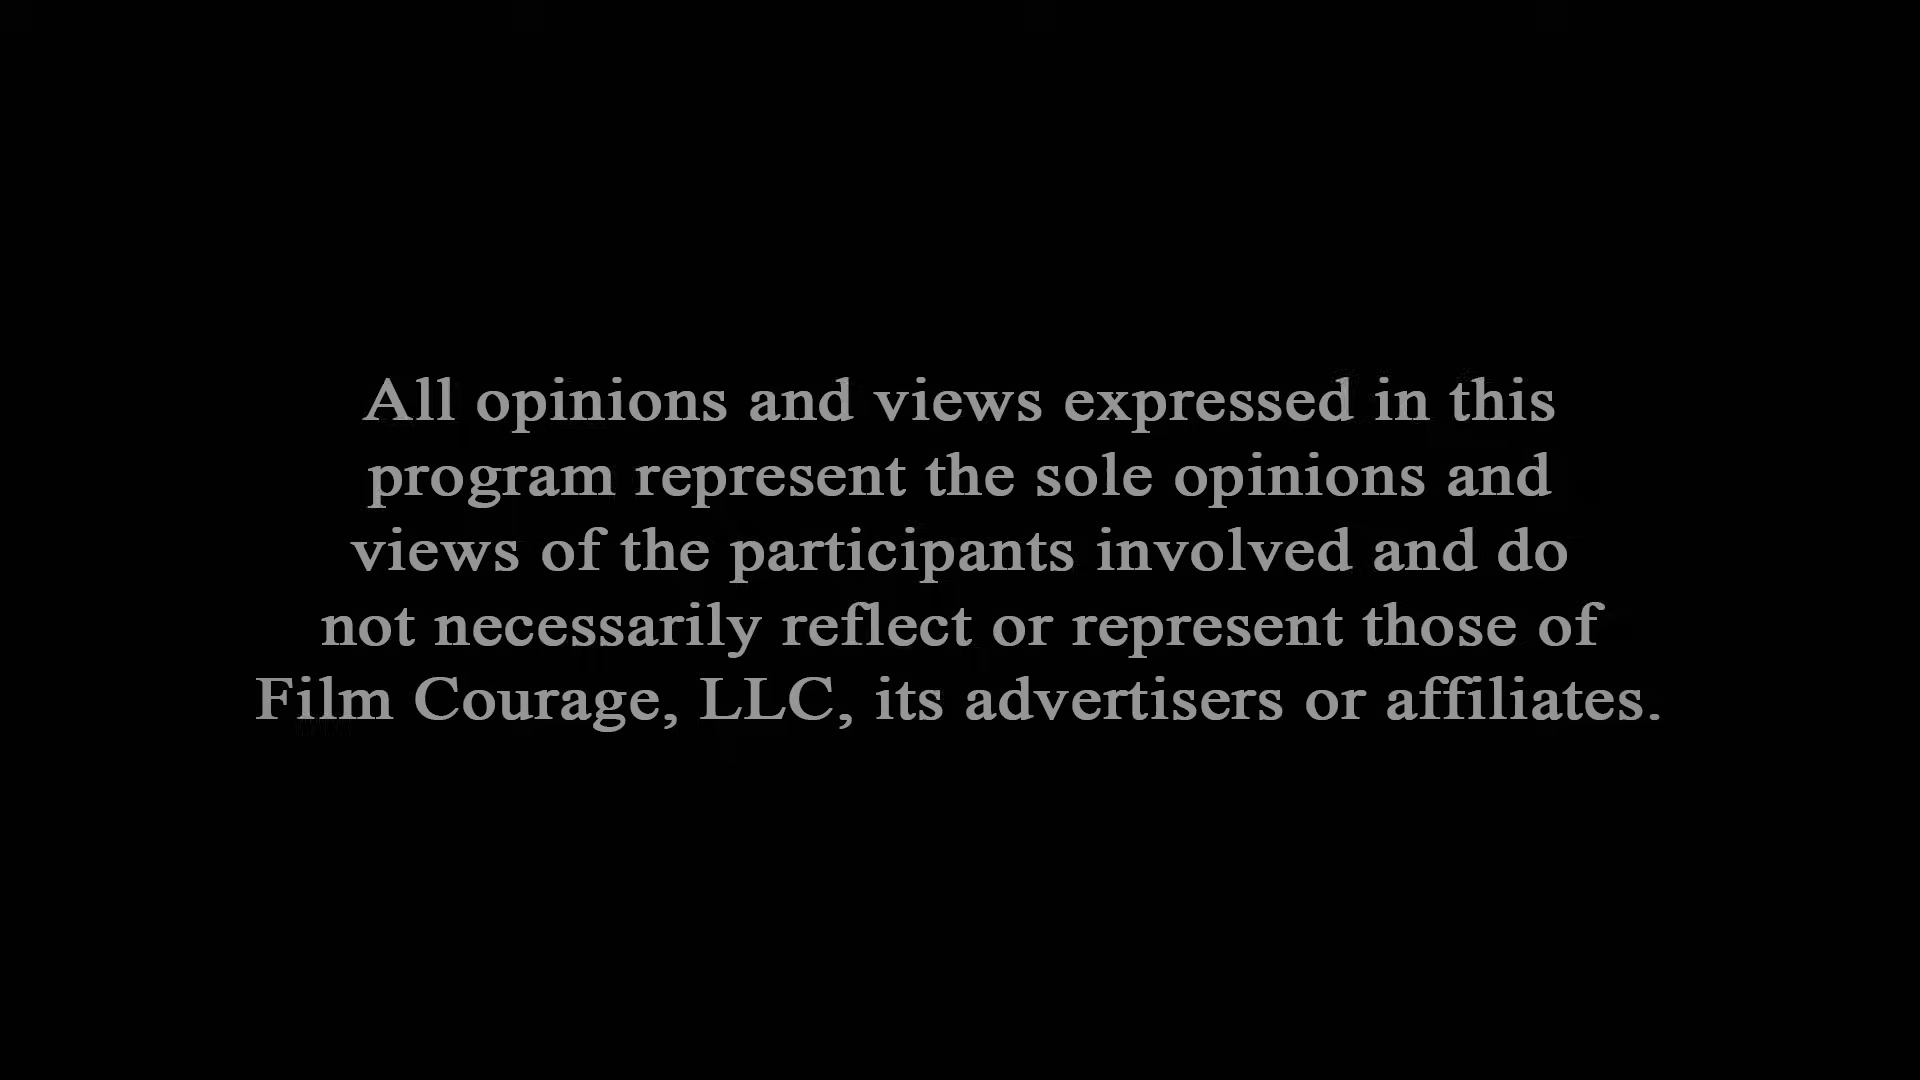 All opinions and views expressed in this
program represent the sole opinions and
views of the participants involved and do
not necessarily reflect or represent those of
Film Courage, LLC, its advertisers or affiliates.